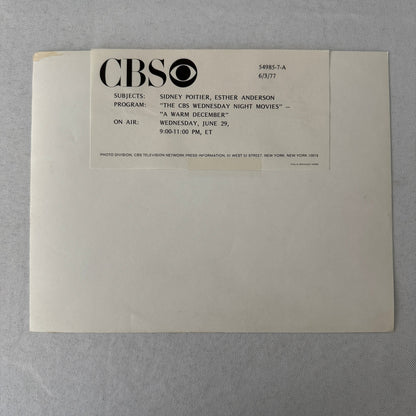 CBS
54985-7-A
6/3/77
SUBJECTS: SIDNEY POITIER, ESTHER ANDERSON
PROGRAM: "THE CBS WEDNESDAY NIGHT MOVIES" —
"A WARM DECEMBER"
ON AIR: WEDNESDAY, JUNE 29,
9:00-11:00 PM, ET
PHOTO DIVISION, CBS TELEVISION NETWORK PRESS INFORMATION, 51 WEST 52 STREET, NEW YORK, NEW YORK 10019